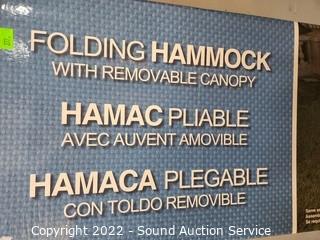 FOLDING HAMMOCK
WITH REMOVABLE CANOPY
HAMAC PLIABLE
AVEC AUVENT AMOVIBLE
HAMACA PLEGABLE
CON TOLDO REMOVIBLE
Copyright 2022 - Sound Auction Service